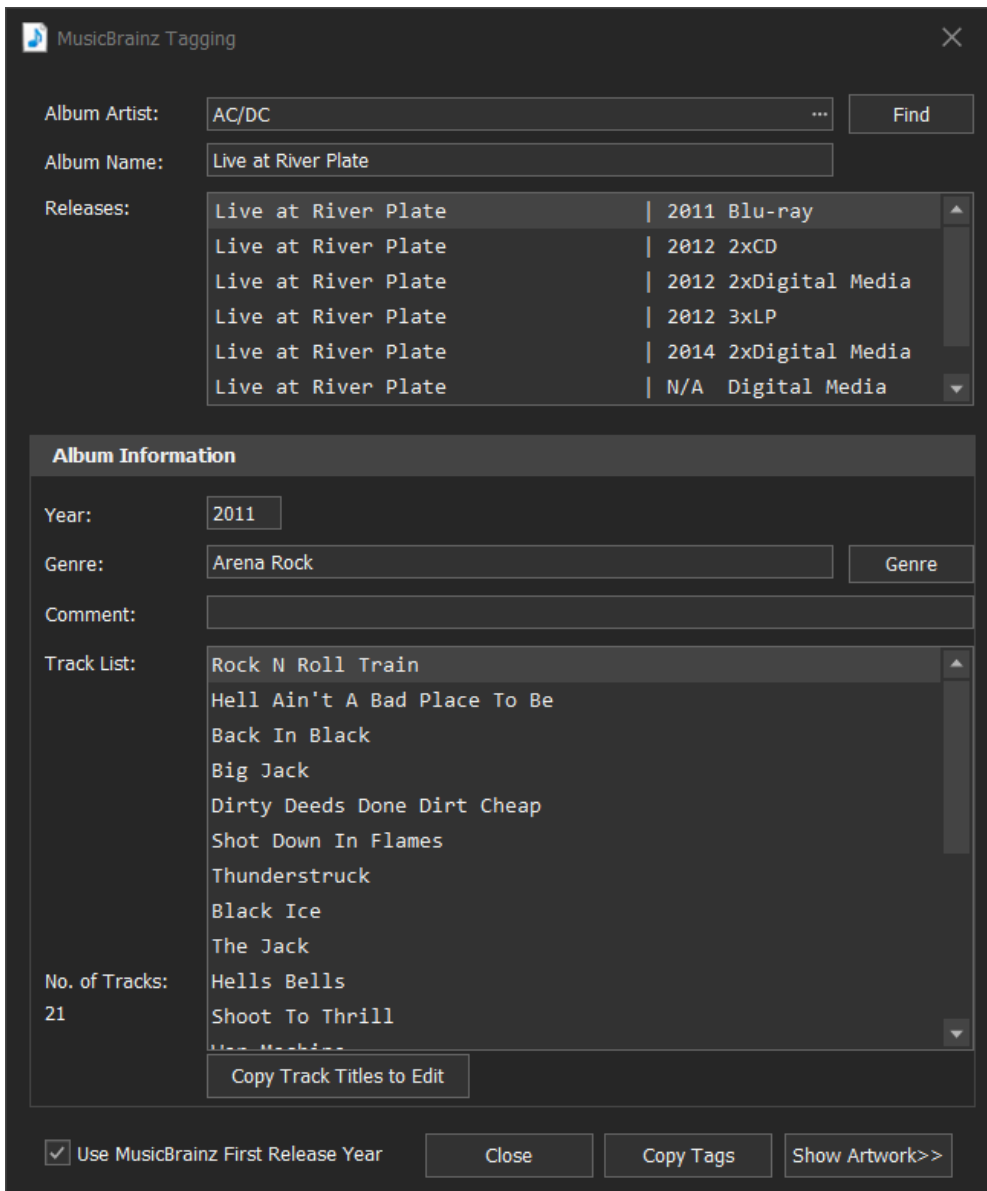 MusicBrainz Tagging
Album Artist: AC/DC ... Find
Album Name: Live at River Plate
Releases:
Live at River Plate | 2011 Blu-ray
Live at River Plate | 2012 2xCD
Live at River Plate | 2012 2xDigital Media
Live at River Plate | 2012 3xLP
Live at River Plate | 2014 2xDigital Media
Live at River Plate | N/A Digital Media
Album Information
Year: 2011
Genre: Arena Rock Genre
Comment:
Track List:
Rock N Roll Train
Hell Ain't A Bad Place To Be
Back In Black
Big Jack
Dirty Deeds Done Dirt Cheap
Shot Down In Flames
Thunderstruck
Black Ice
The Jack
No. of Tracks: Hells Bells
21 Shoot To Thrill
Copy Track Titles to Edit
Use MusicBrainz First Release Year Close Copy Tags Show Artwork>>